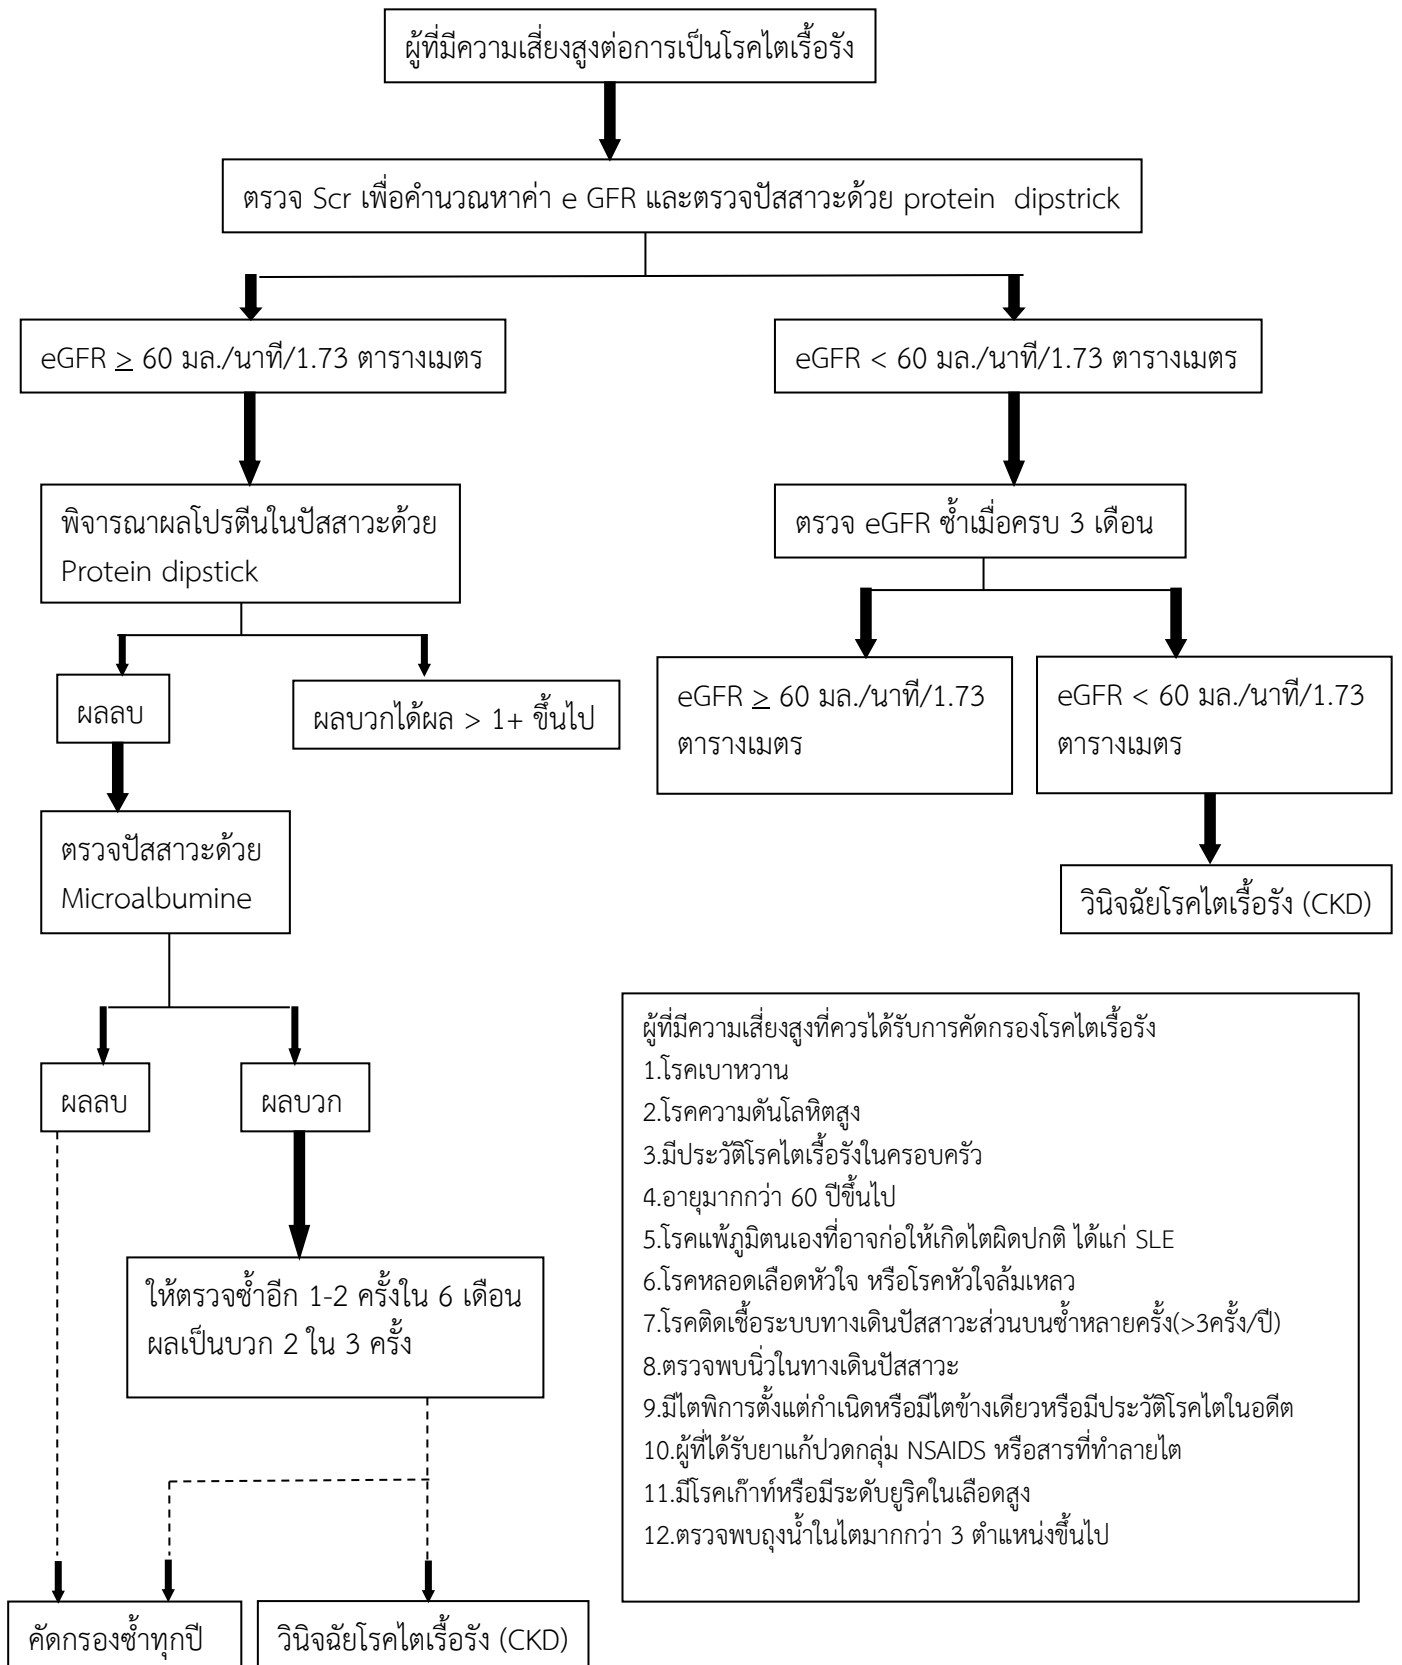 ผู้ที่มีความเสี่ยงสูงต่อการเป็นโรคไตเรื้อรัง
ตรวจ Scr เพื่อคำนวณหาค่า e GFR และตรวจปัสสาวะด้วย protein dipstrick
eGFR ≥ 60 มล./นาที/1.73 ตารางเมตร
eGFR < 60 มล./นาที/1.73 ตารางเมตร
พิจารณาผลโปรตีนในปัสสาวะด้วย
Protein dipstick
ตรวจ eGFR ซ้ำเมื่อครบ 3 เดือน
ผลลบ
ผลบวกได้ผล > 1+ ขึ้นไป
eGFR ≥ 60 มล./นาที/1.73
ตารางเมตร
eGFR < 60 มล./นาที/1.73
ตารางเมตร
ตรวจปัสสาวะด้วย
Microalbumine
วินิจฉัยโรคไตเรื้อรัง (CKD)
ผลลบ
ผลบวก
ให้ตรวจซ้ำอีก 1-2 ครั้งใน 6 เดือน
ผลเป็นบวก 2 ใน 3 ครั้ง
คัดกรองซ้ำทุกปี
วินิจฉัยโรคไตเรื้อรัง (CKD)
ผู้ที่มีความเสี่ยงสูงที่ควรได้รับการคัดกรองโรคไตเรื้อรัง
1.โรคเบาหวาน
2.โรคความดันโลหิตสูง
3.มีประวัติโรคไตเรื้อรังในครอบครัว
4.อายุมากกว่า 60 ปีขึ้นไป
5.โรคแพ้ภูมิตนเองที่อาจก่อให้เกิดไตผิดปกติ ได้แก่ SLE
6.โรคหลอดเลือดหัวใจ หรือโรคหัวใจล้มเหลว
7.โรคติดเชื้อระบบทางเดินปัสสาวะส่วนบนซ้ำหลายครั้ง(>3ครั้ง/ปี)
8.ตรวจพบนิ่วในทางเดินปัสสาวะ
9.มีไตพิการตั้งแต่กำเนิดหรือมีไตข้างเดียวหรือมีประวัติโรคไตในอดีต
10.ผู้ที่ได้รับยาแก้ปวดกลุ่ม NSAIDS หรือสารที่ทำลายไต
11.มีโรคเก๊าท์หรือมีระดับยูริคในเลือดสูง
12.ตรวจพบถุงน้ำในไตมากกว่า 3 ตำแหน่งขึ้นไป